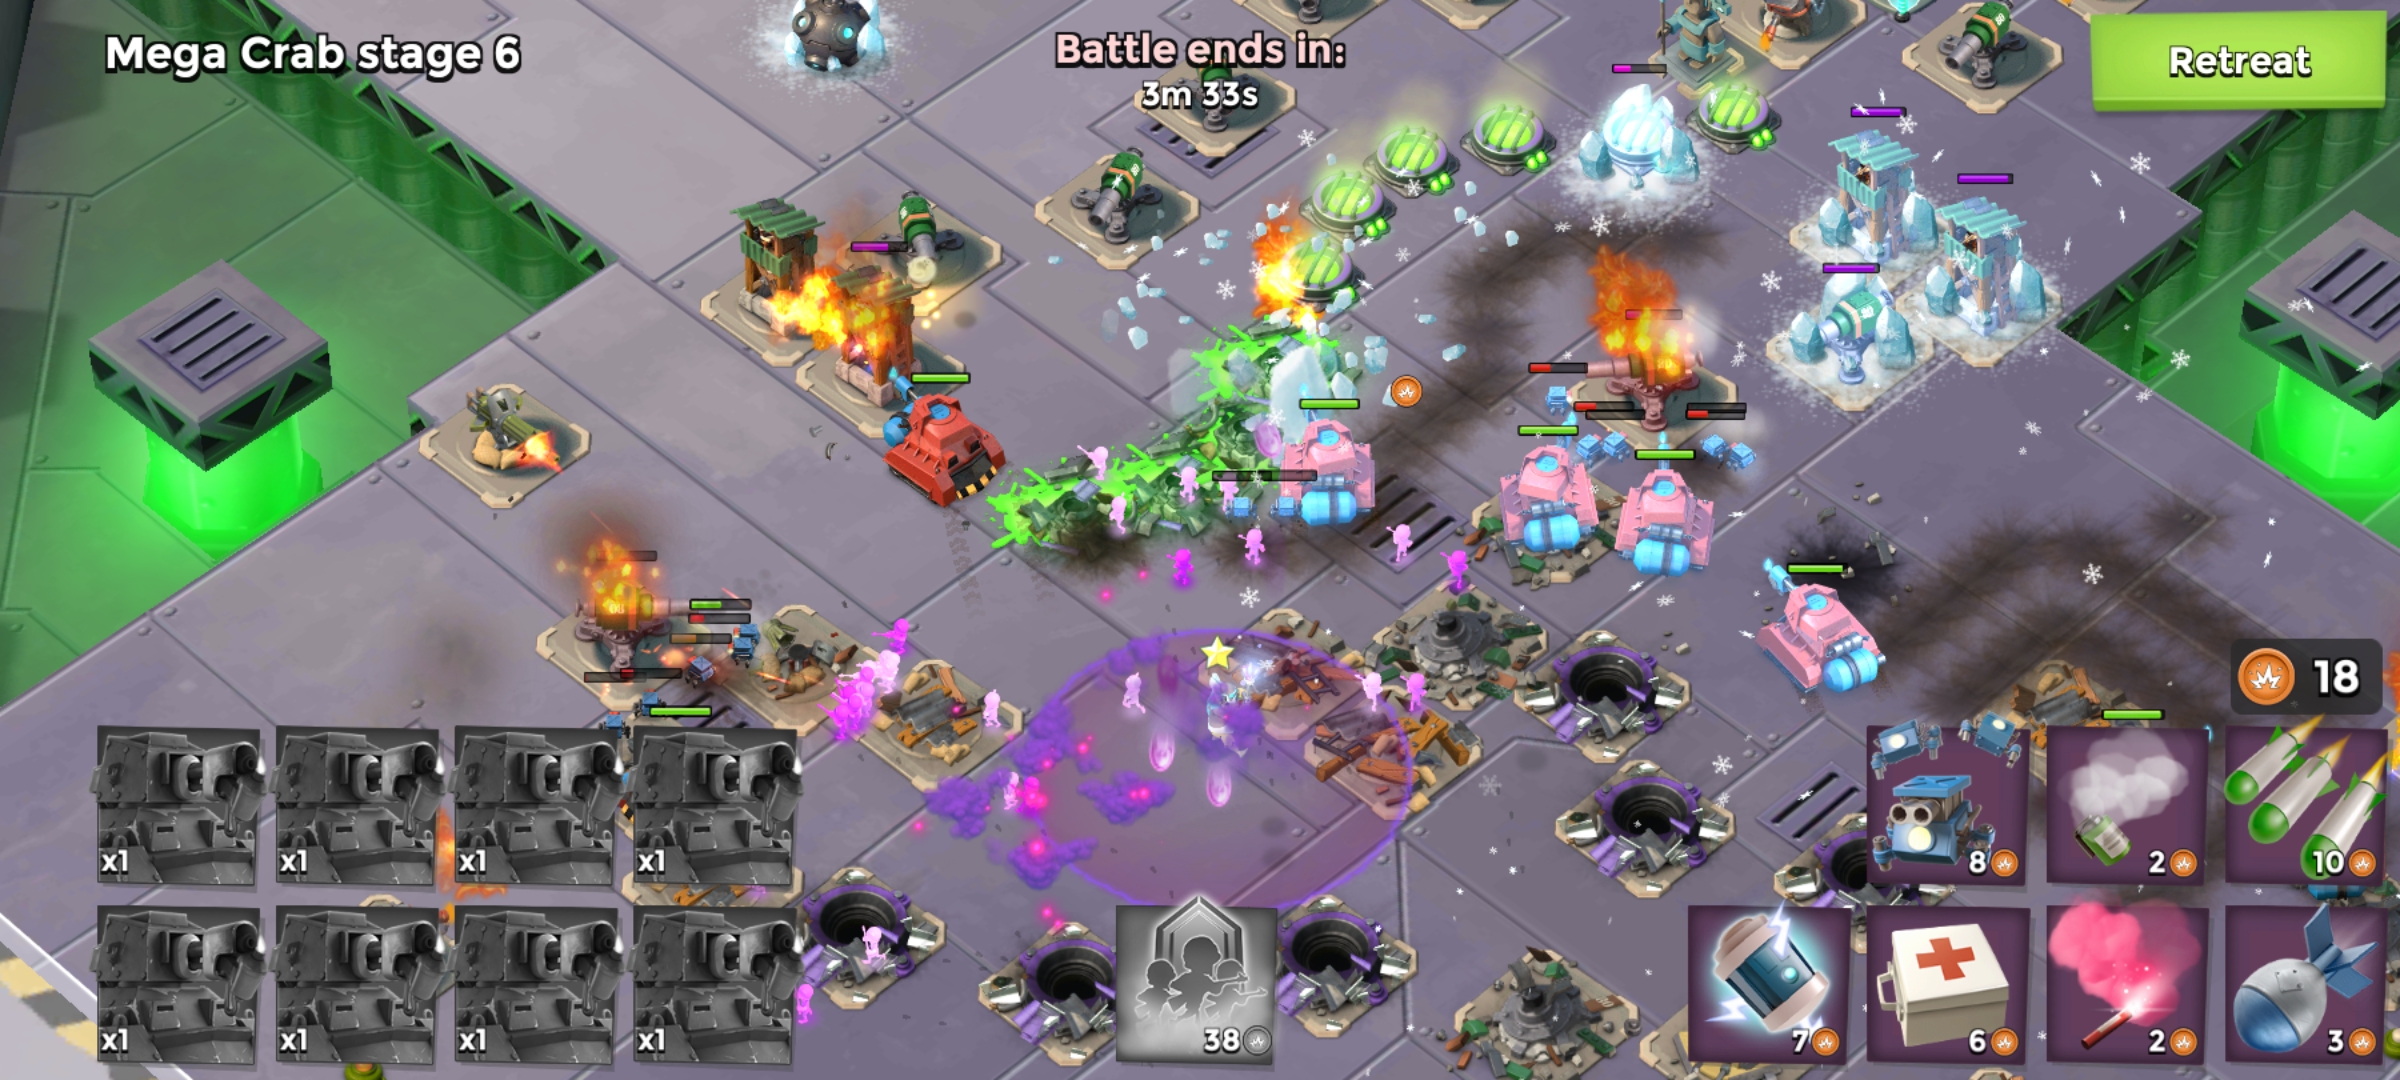 Mega Crab stage 6
Battle ends in:
3m 33s
Retreat
18
x1
x1
x1
x1
8
2
10
x1
x1
x1
x1
38
7
6
2
3